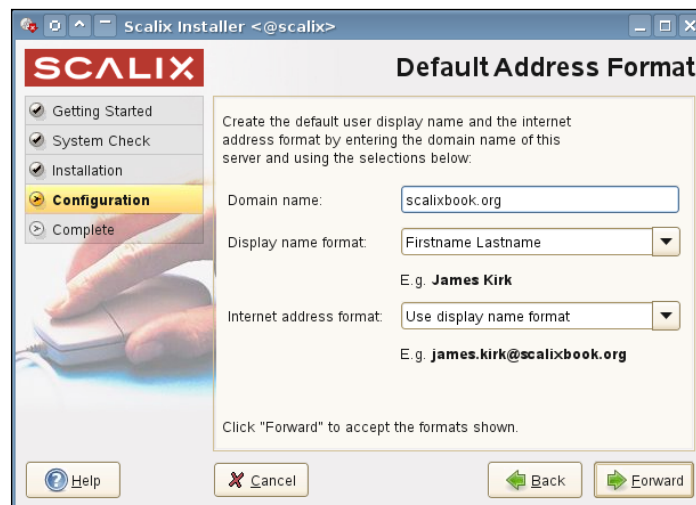 Scalix Installer <@scalix>
SCALIX
Default Address Format
Getting Started
System Check
Installation
Configuration
Complete
Create the default user display name and the internet
address format by entering the domain name of this
server and using the selections below:
Domain name: scalixbook.org
Display name format: Firstname Lastname
E.g. James Kirk
Internet address format: Use display name format
E.g. james.kirk@scalixbook.org
Click "Forward" to accept the formats shown.
Help Cancel Back Forward